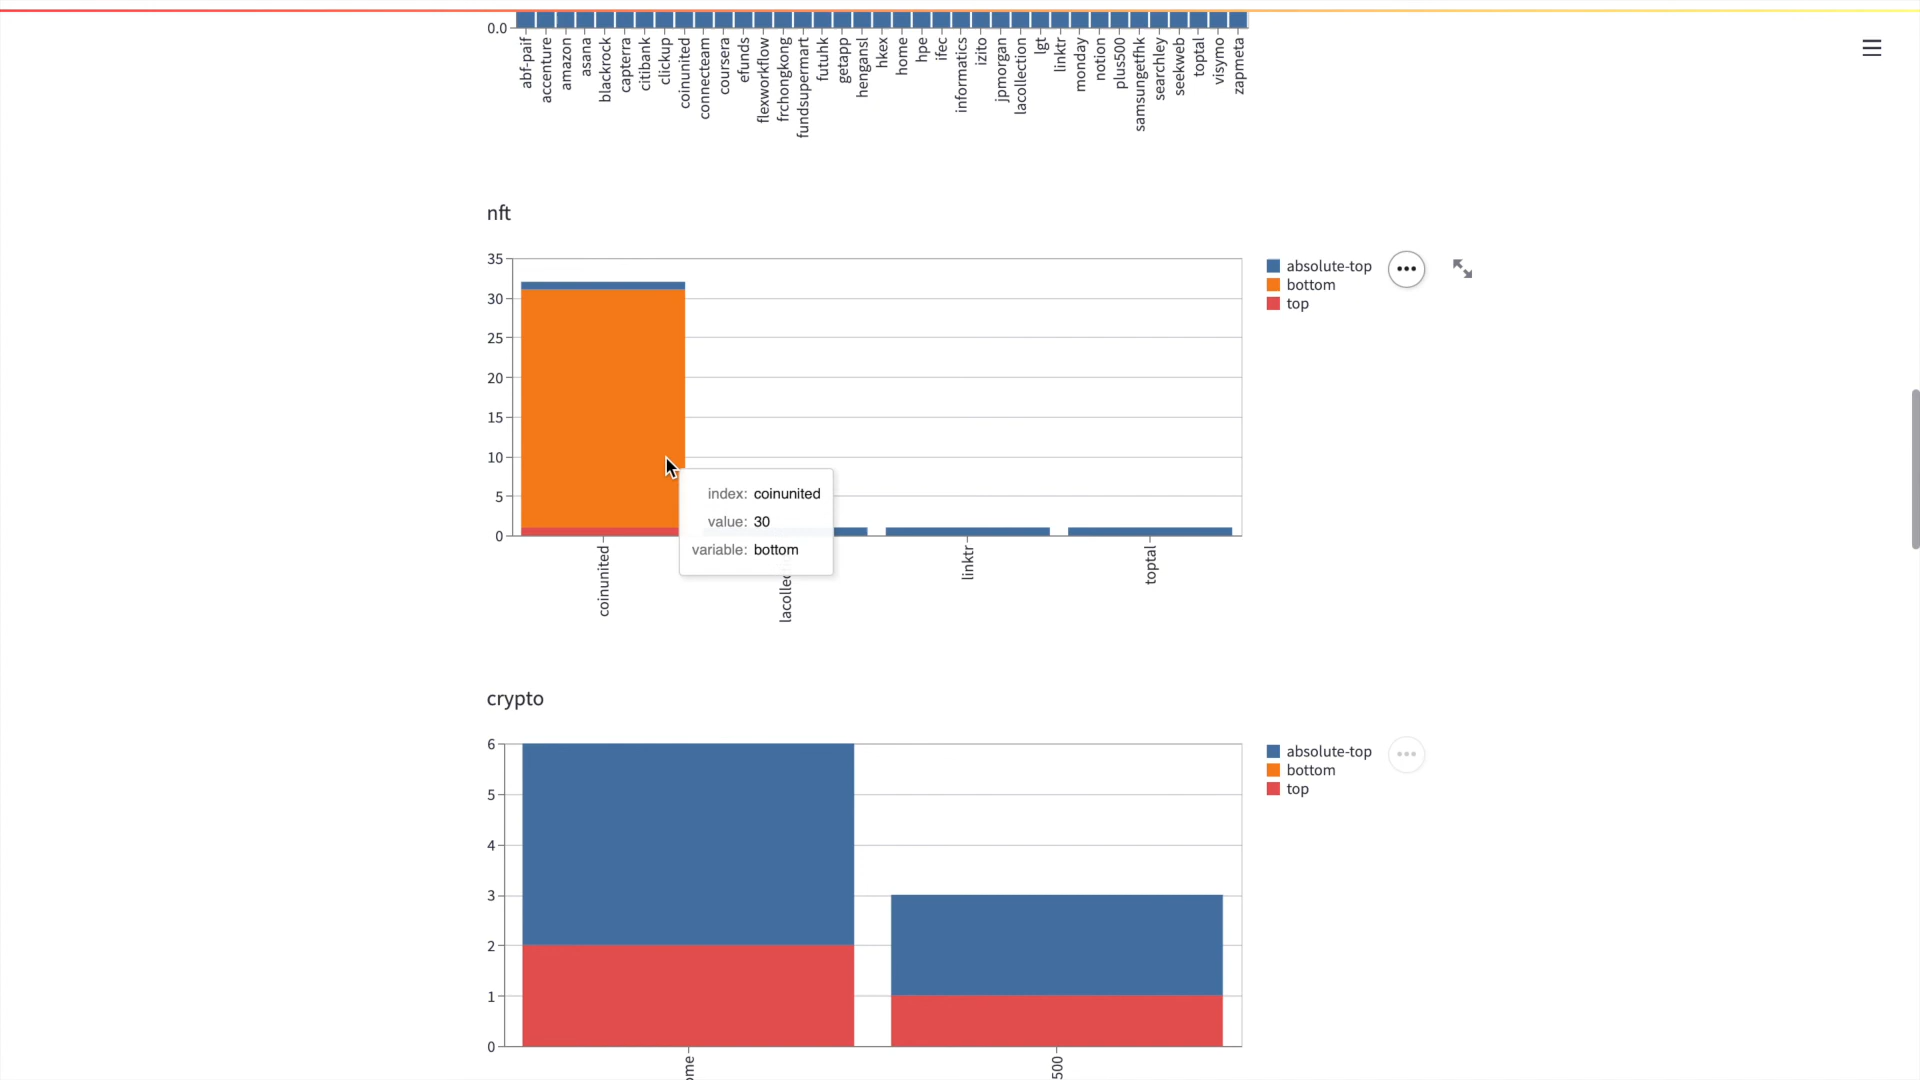 0.0
abf-paif
accenture
amazon
asana
blackrock
capterra
citibank
clickup
coinunited
connecteam
coursera
efunds
flexworkflow
frchongkong
fundsupermart
futuhk
getapp
hengansl
hkex
home
hpe
ifec
informatics
izito
jpmorgan
lacollection
lgt
linktr
monday
notion
plus500
samsungetfhk
searchley
seekweb
toptal
visymo
zapmeta
nft
35
30
25
20
15
10
5
0
absolute-top
bottom
top
index: coinunited
value: 30
variable: bottom
coinunited
linktr
toptal
crypto
6
5
4
3
2
1
0
absolute-top
bottom
top
500